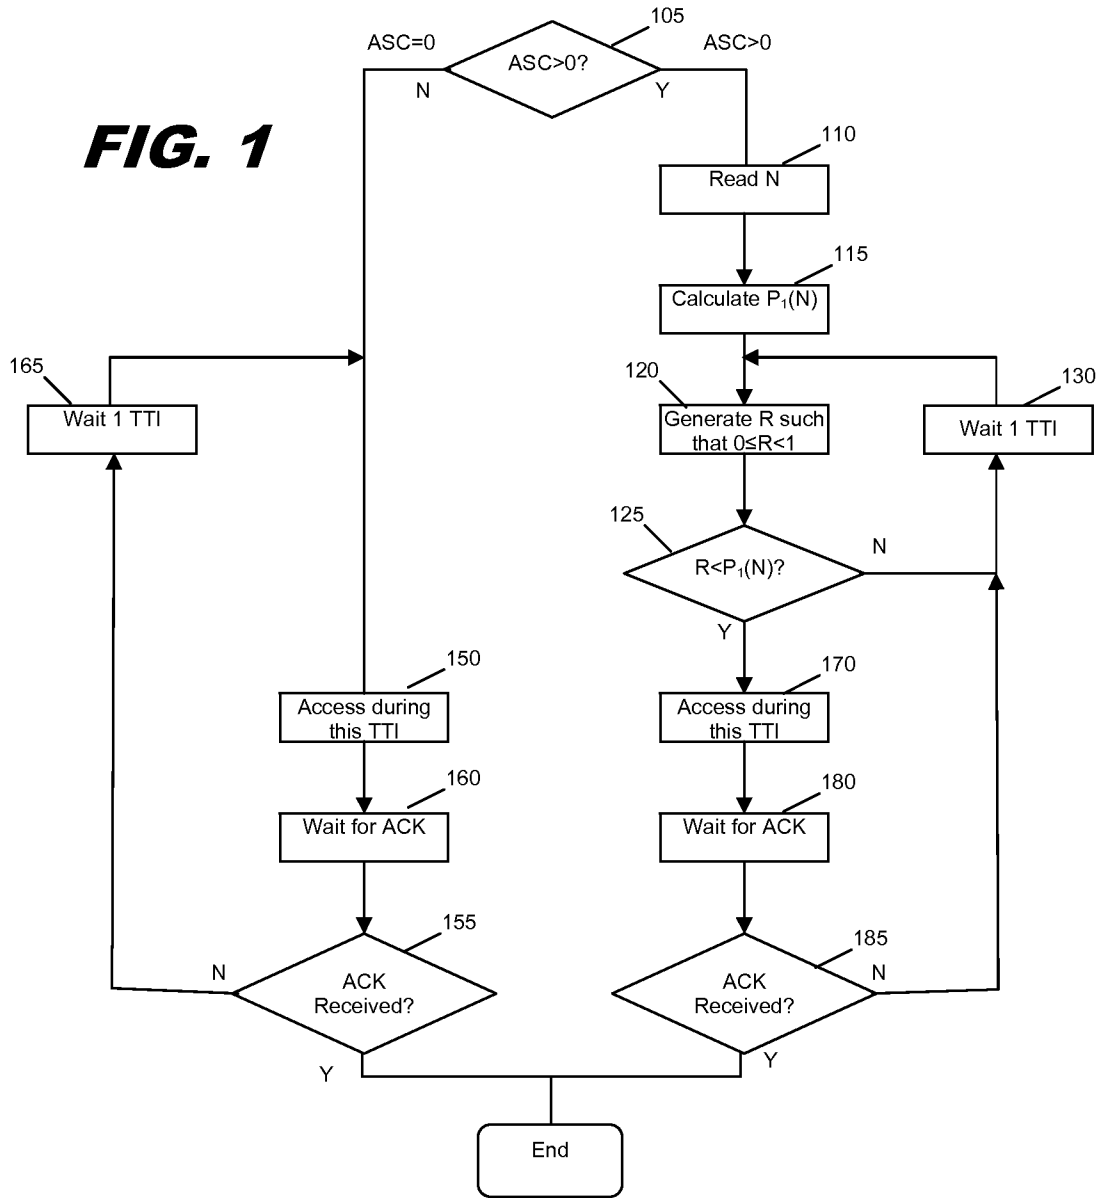 105
ASC=0
ASC>0?
ASC>0
N
Y
FIG. 1
110
Read N
115
Calculate P₁(N)
165
120
130
Wait 1 TTI
Generate R such
that 0≤R<1
Wait 1 TTI
125
N
R<P₁(N)?
Y
150
170
Access during
this TTI
Access during
this TTI
160
180
Wait for ACK
Wait for ACK
155
185
N
ACK
Received?
ACK
Received?
N
Y
Y
End